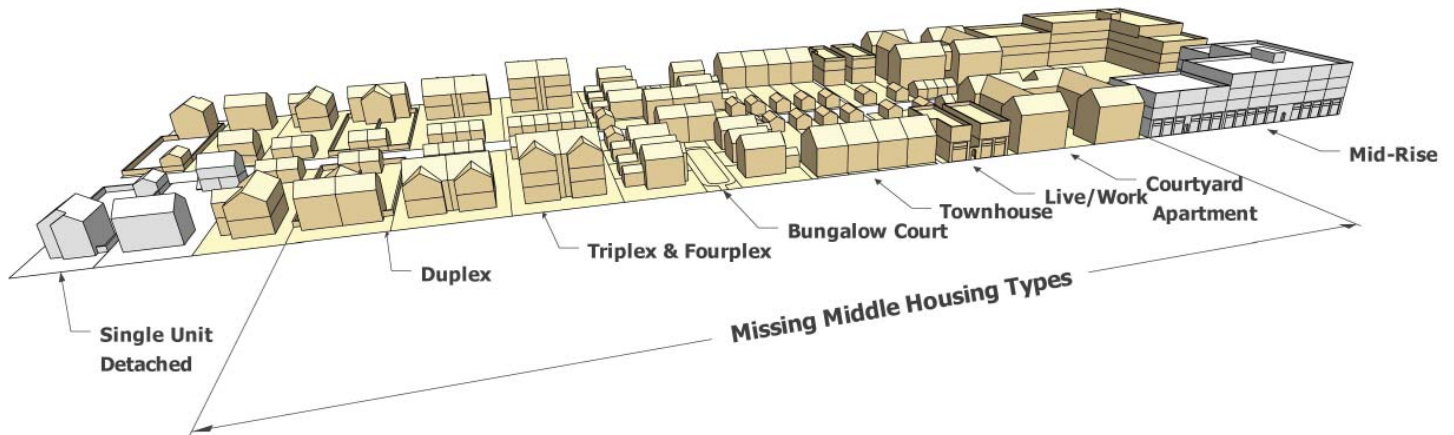 Single Unit
Detached
Duplex
Triplex & Fourplex
Bungalow Court
Townhouse
Live/Work
Courtyard
Apartment
Mid-Rise
Missing Middle Housing Types